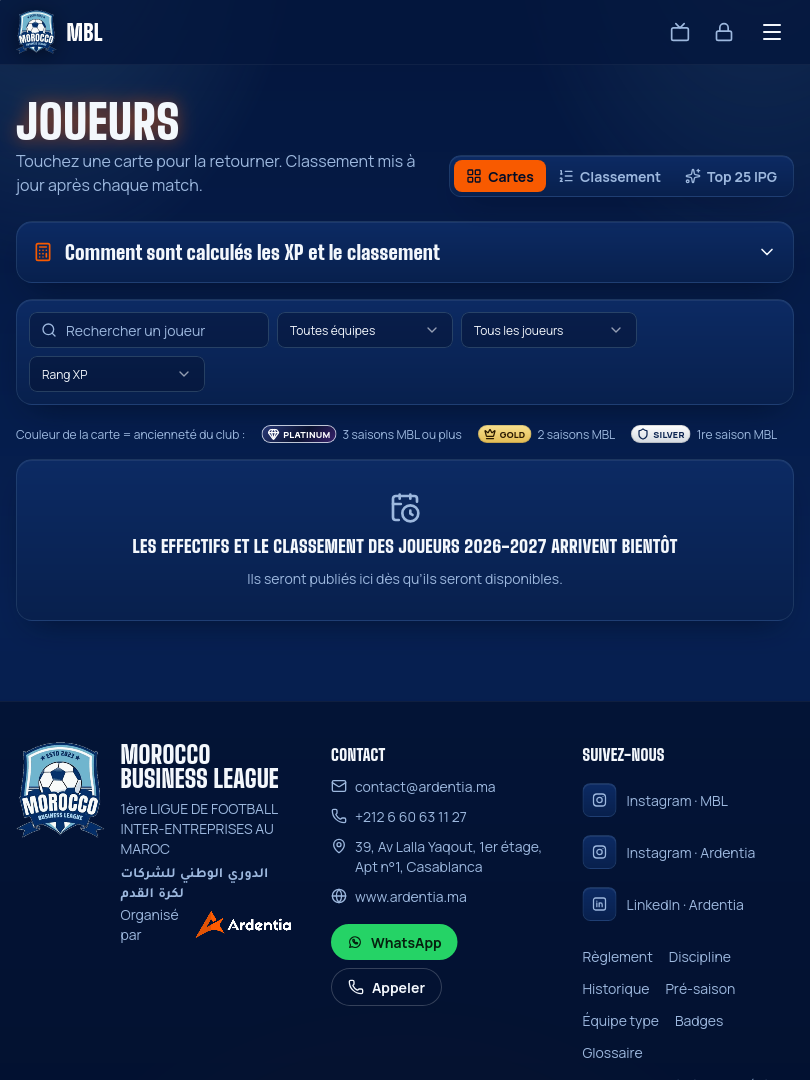 MOROCCO
MBL
JOUEURS
Touchez une carte pour la retourner. Classement mis à
jour après chaque match.
Cartes
Classement
Top 25 IPG
Comment sont calculés les XP et le classement
Rechercher un joueur
Toutes équipes
Tous les joueurs
Rang XP
Couleur de la carte = ancienneté du club :
PLATINUM
3 saisons MBL ou plus
GOLD
2 saisons MBL
SILVER
1re saison MBL
LES EFFECTIFS ET LE CLASSEMENT DES JOUEURS 2026-2027 ARRIVENT BIENTÔT
Ils seront publiés ici dès qu'ils seront disponibles.
ESTD 2022
MOROCCO
BUSINESS LEAGUE
MOROCCO
BUSINESS LEAGUE
1ère LIGUE DE FOOTBALL
INTER-ENTREPRISES AU
MAROC
الدوري الوطني للشركات
لكرة القدم
Organisé
par
Ardentia
CONTACT
contact@ardentia.ma
+212 6 60 63 11 27
39, Av Lalla Yaqout, 1er étage,
Apt n°1, Casablanca
www.ardentia.ma
WhatsApp
Appeler
SUIVEZ-NOUS
Instagram · MBL
Instagram · Ardentia
LinkedIn · Ardentia
Règlement
Discipline
Historique
Pré-saison
Équipe type
Badges
Glossaire